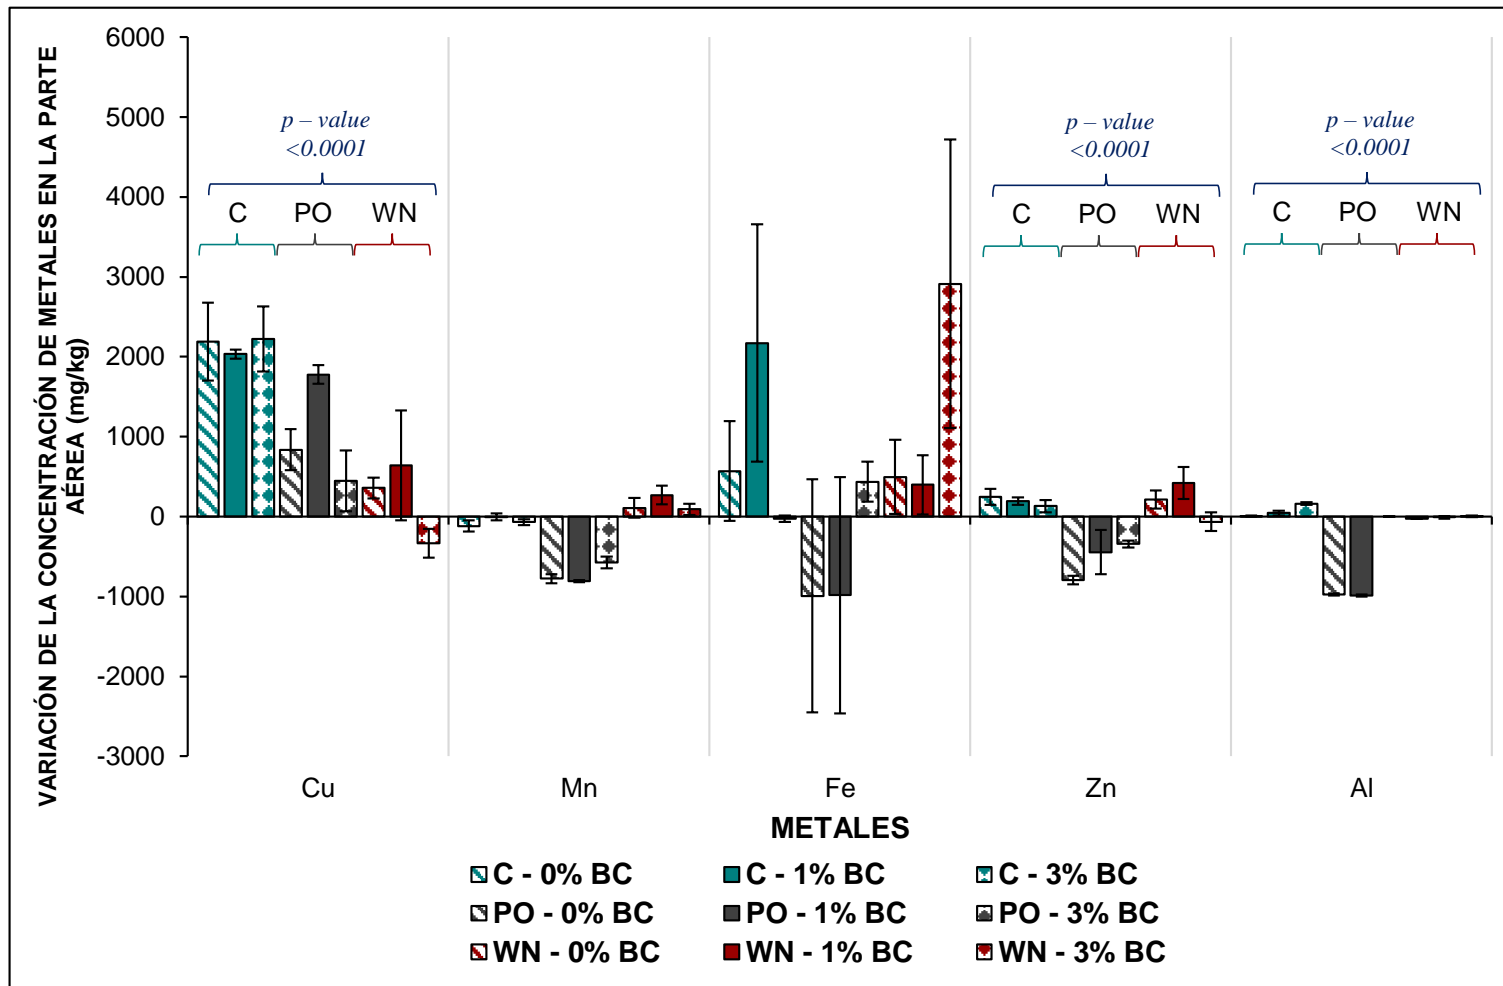 VARIACIÓN DE LA CONCENTRACIÓN DE METALES EN LA PARTE
AÉREA (mg/kg)
6000
5000
4000
3000
2000
1000
0
-1000
-2000
-3000
p – value
<0.0001
C PO WN
p – value
<0.0001
C PO WN
p – value
<0.0001
C PO WN
Cu Mn Fe Zn Al
METALES
C - 0% BC C - 1% BC C - 3% BC
PO - 0% BC PO - 1% BC PO - 3% BC
WN - 0% BC WN - 1% BC WN - 3% BC